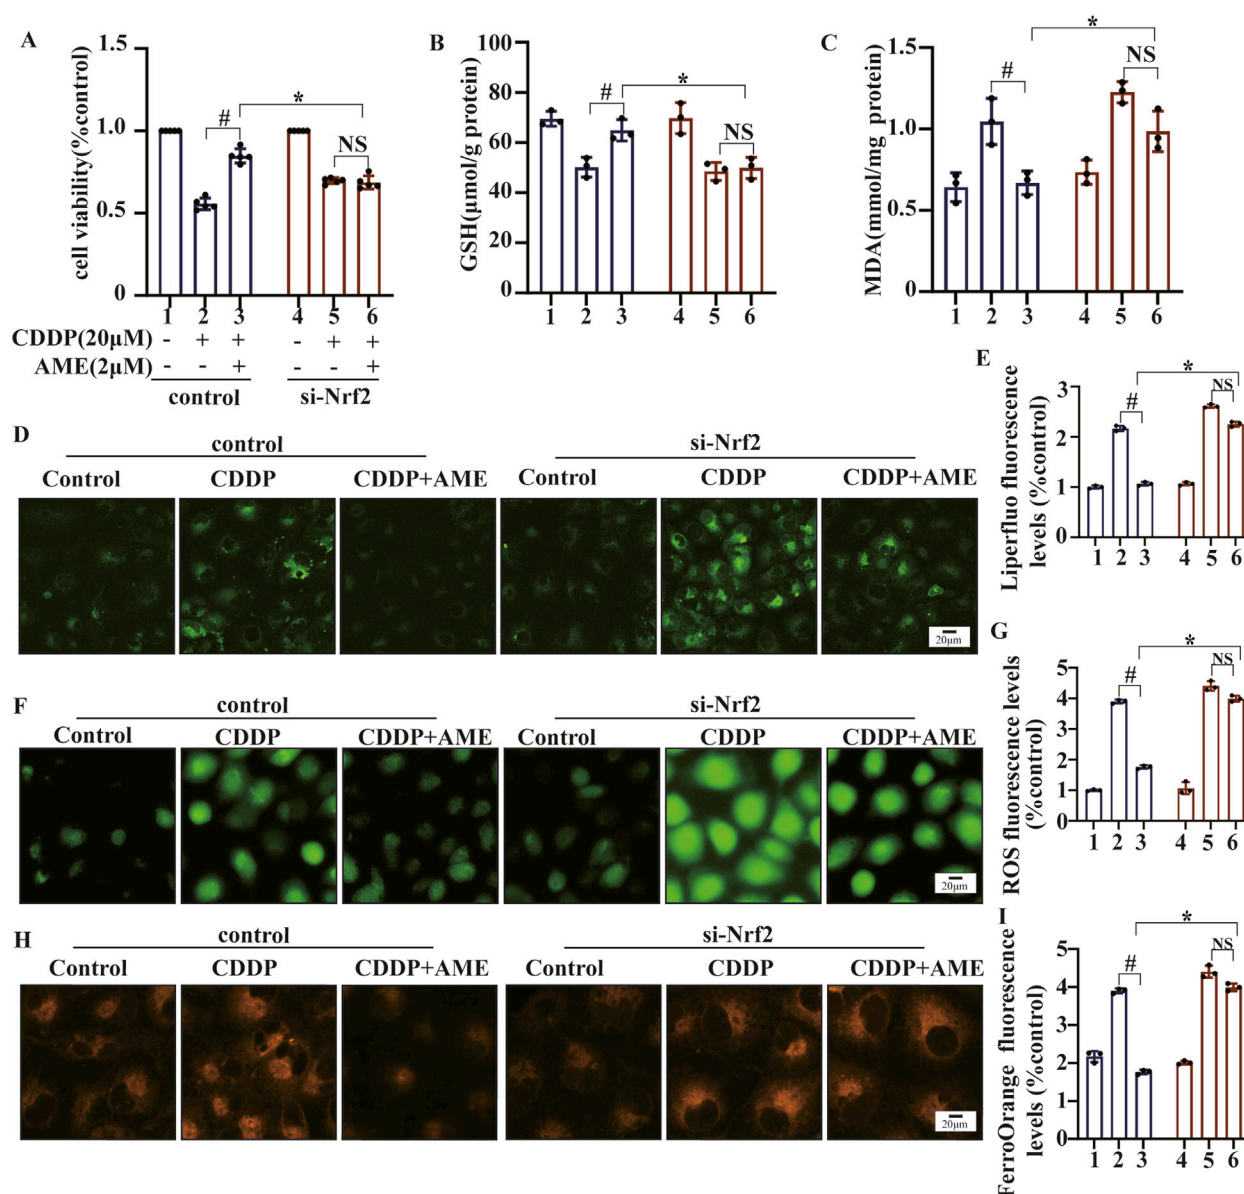 A
cell viability(%control)
1.5
1.0
0.5
0
#
*
NS
1 2 3 4 5 6
CDDP(20μM) - + + - + +
AME(2μM) - - + - - +
control si-Nrf2
B
GSH(μmol/g protein)
100
80
60
40
20
0
#
*
NS
1 2 3 4 5 6
C
MDA(mmol/mg protein)
1.5
1.0
0.5
0
#
*
NS
1 2 3 4 5 6
D
control si-Nrf2
Control CDDP CDDP+AME Control CDDP CDDP+AME
20μm
E
Liperfluo fluorescence
levels (%control)
3
2
1
0
#
*
NS
1 2 3 4 5 6
F
control si-Nrf2
Control CDDP CDDP+AME Control CDDP CDDP+AME
20μm
G
ROS fluorescence levels
(%control)
5
4
3
2
1
0
#
*
NS
1 2 3 4 5 6
H
control si-Nrf2
Control CDDP CDDP+AME Control CDDP CDDP+AME
20μm
I
FerroOrange fluorescence
levels (%control)
5
4
3
2
1
0
#
*
NS
1 2 3 4 5 6